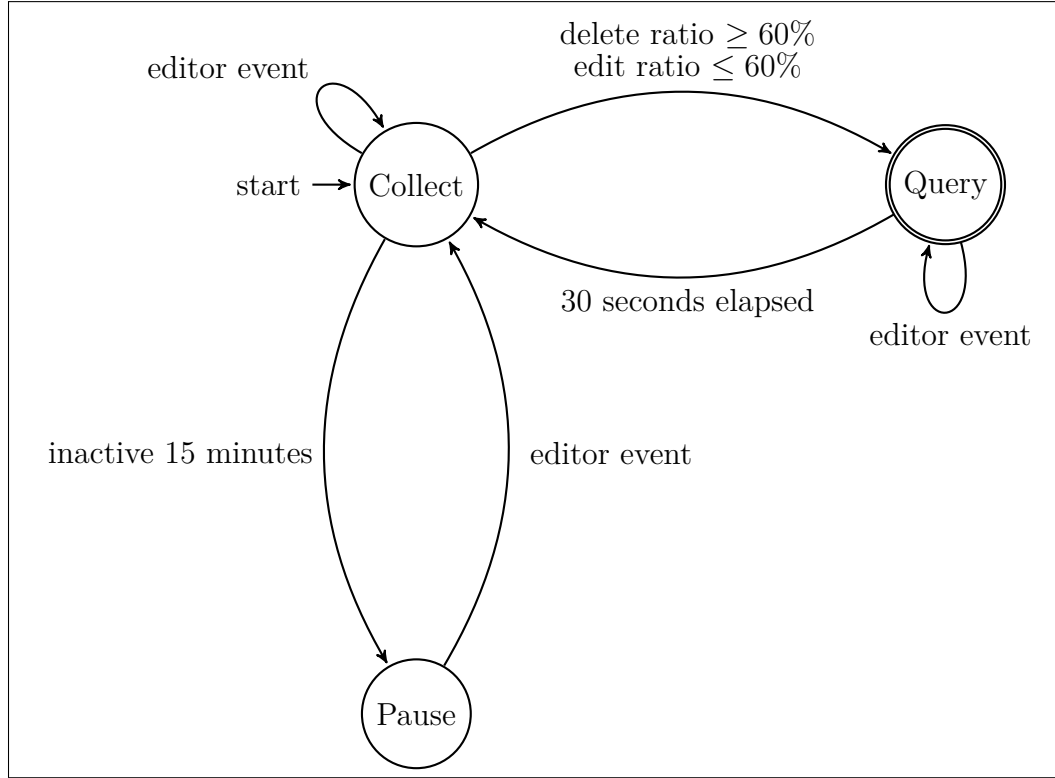 delete ratio ≥ 60%
edit ratio ≤ 60%
editor event
start
Collect
Query
30 seconds elapsed
editor event
inactive 15 minutes
editor event
Pause